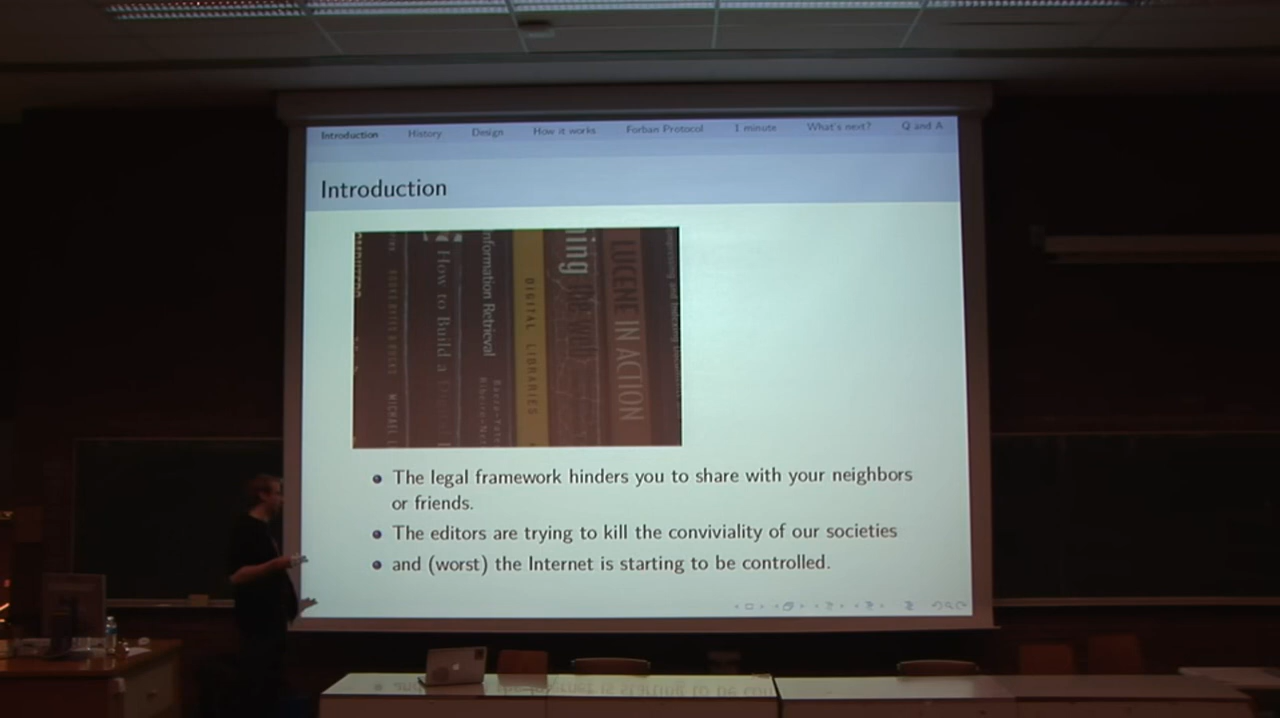 Introduction History Design How it works Forban Protocol 1 minute What's next? Q and A
Introduction
How to Build a
Information Retrieval
DIGITAL LIBRARIES
LUCENE IN ACTION
The legal framework hinders you to share with your neighbors
or friends.
The editors are trying to kill the conviviality of our societies
and (worst) the Internet is starting to be controlled.